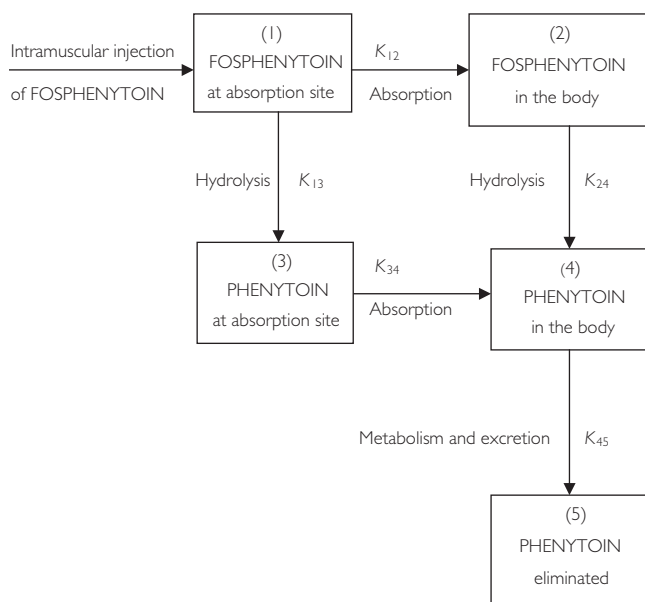 Intramuscular injection
of FOSPHENYTOIN
(1)
FOSPHENYTOIN
at absorption site
K12
Absorption
(2)
FOSPHENYTOIN
in the body
Hydrolysis K13
Hydrolysis K24
(3)
PHENYTOIN
at absorption site
K34
Absorption
(4)
PHENYTOIN
in the body
Metabolism and excretion K45
(5)
PHENYTOIN
eliminated